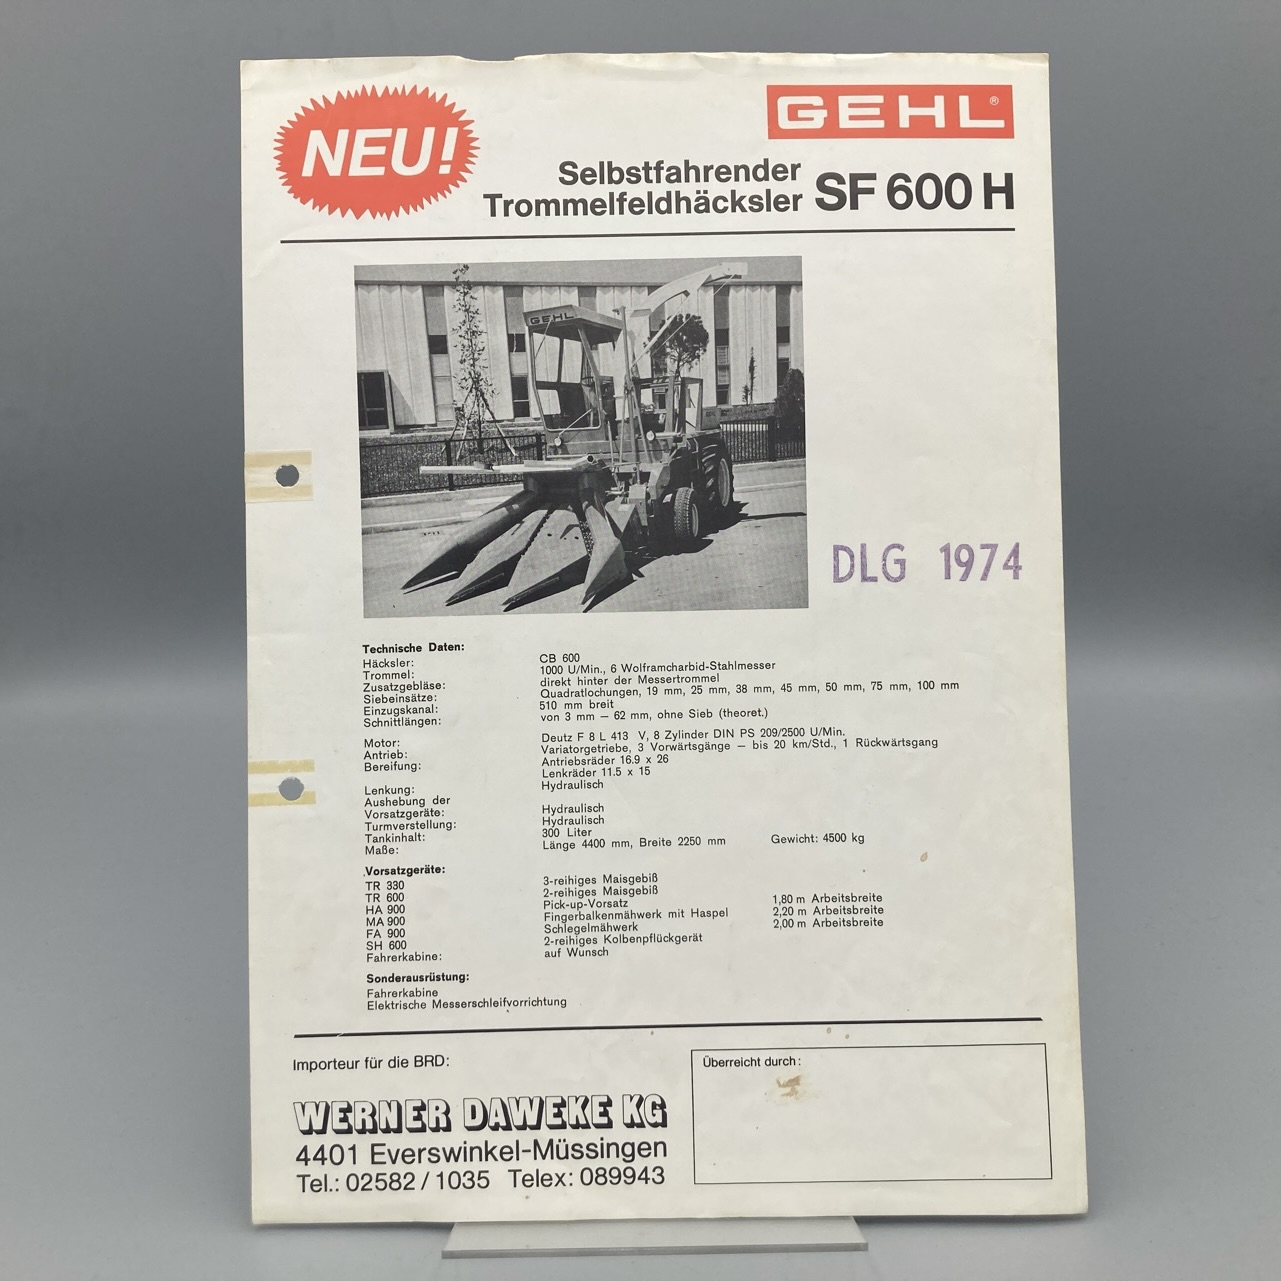 NEU!
GEHL®
Selbstfahrender
Trommelfeldhäcksler SF 600 H
GEHL
DLG 1974
Technische Daten:
Häcksler: CB 600
Trommel: 1000 U/Min., 6 Wolframcharbid-Stahlmesser
Zusatzgebläse: direkt hinter der Messertrommel
Siebeinsätze: Quadratlochungen, 19 mm, 25 mm, 38 mm, 45 mm, 50 mm, 75 mm, 100 mm
Einzugskanal: 510 mm breit
Schnittlängen: von 3 mm — 62 mm, ohne Sieb (theoret.)
Motor: Deutz F 8 L 413 V, 8 Zylinder DIN PS 209/2500 U/Min.
Antrieb: Variatorgetriebe, 3 Vorwärtsgänge — bis 20 km/Std., 1 Rückwärtsgang
Bereifung: Antriebsräder 16.9 x 26
Lenkräder 11.5 x 15
Lenkung: Hydraulisch
Aushebung der
Vorsatzgeräte: Hydraulisch
Turmverstellung: Hydraulisch
Tankinhalt: 300 Liter
Maße: Länge 4400 mm, Breite 2250 mm Gewicht: 4500 kg
Vorsatzgeräte:
TR 330 3-reihiges Maisgebiß
TR 600 2-reihiges Maisgebiß
HA 900 Pick-up-Vorsatz 1,80 m Arbeitsbreite
MA 900 Fingerbalkenmähwerk mit Haspel 2,20 m Arbeitsbreite
FA 900 Schlegelmähwerk 2,00 m Arbeitsbreite
SH 600 2-reihiges Kolbenpflückgerät
Fahrerkabine: auf Wunsch
Sonderausrüstung:
Fahrerkabine
Elektrische Messerschleifvorrichtung
Importeur für die BRD:
WERNER DAWEKE KG
4401 Everswinkel-Müssingen
Tel.: 02582 / 1035 Telex: 089943
Überreicht durch: